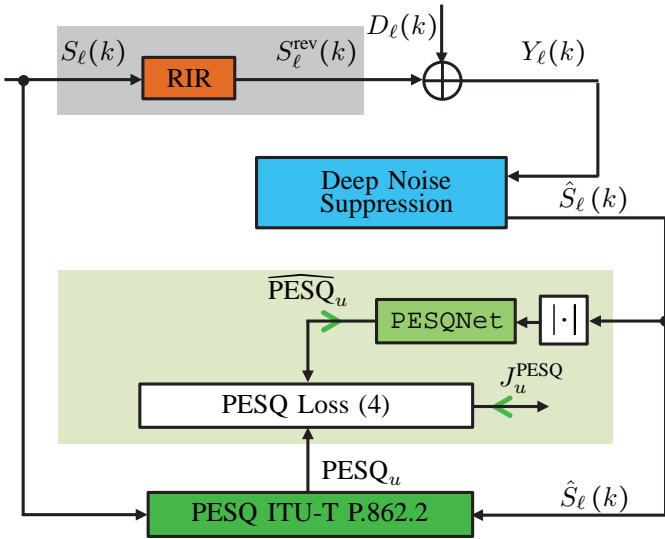 D_ℓ(k)
S_ℓ(k)
RIR
S_ℓ^rev(k)
Y_ℓ(k)
Deep Noise
Suppression
Ŝ_ℓ(k)
\widehat{PESQ}_u
PESQNet
|·|
J_u^PESQ
PESQ Loss (4)
PESQ_u
PESQ ITU-T P.862.2
Ŝ_ℓ(k)